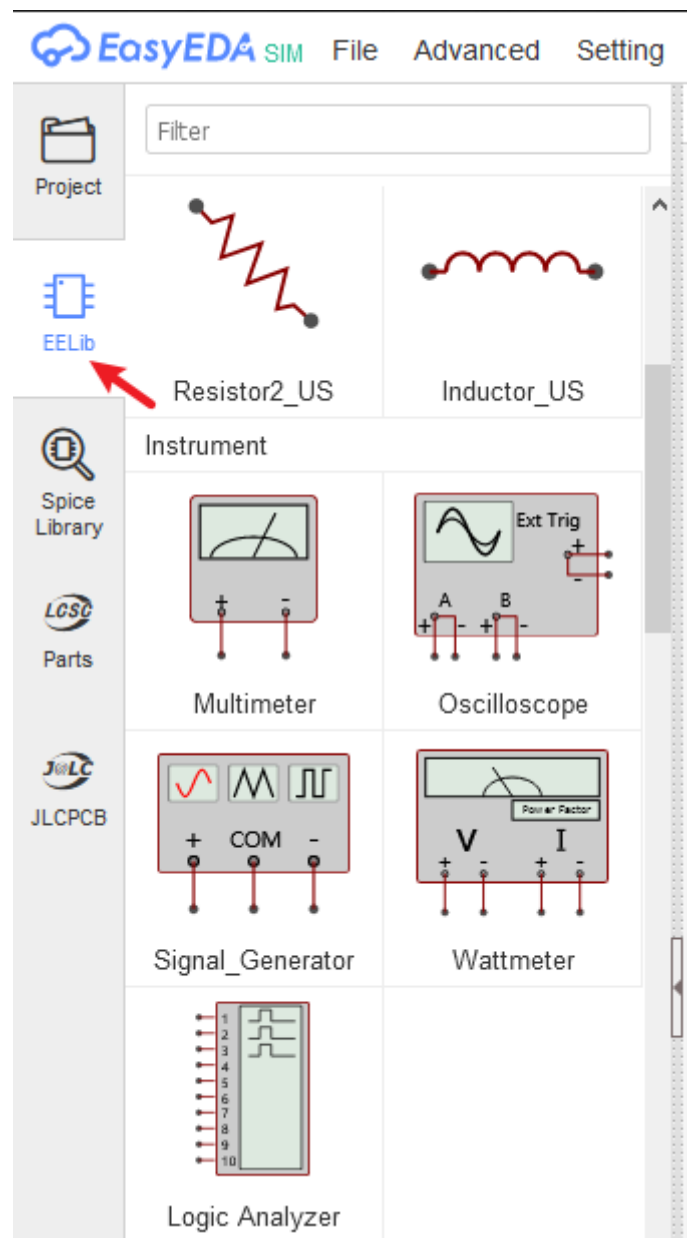 EasyEDA SIM File Advanced Setting
Filter
Project
EELib
Resistor2_US Inductor_US
Instrument
Spice
Library
+ -
Ext Trig
+
-
A B
+ - + -
Multimeter Oscilloscope
LCSC
Parts
J@LC
JLCPCB
+ COM -
Power Factor
V I
+ - + -
Signal_Generator Wattmeter
1
2
3
4
5
6
7
8
9
10
Logic Analyzer